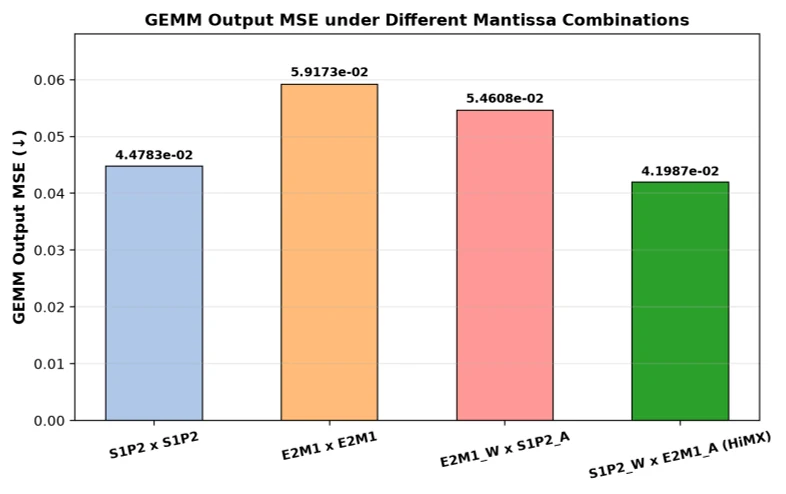 GEMM Output MSE under Different Mantissa Combinations
GEMM Output MSE (↓)
0.06
0.05
0.04
0.03
0.02
0.01
0.00
4.4783e-02
5.9173e-02
5.4608e-02
4.1987e-02
S1P2 x S1P2
E2M1 x E2M1
E2M1_W x S1P2_A
S1P2_W x E2M1_A (HiMX)